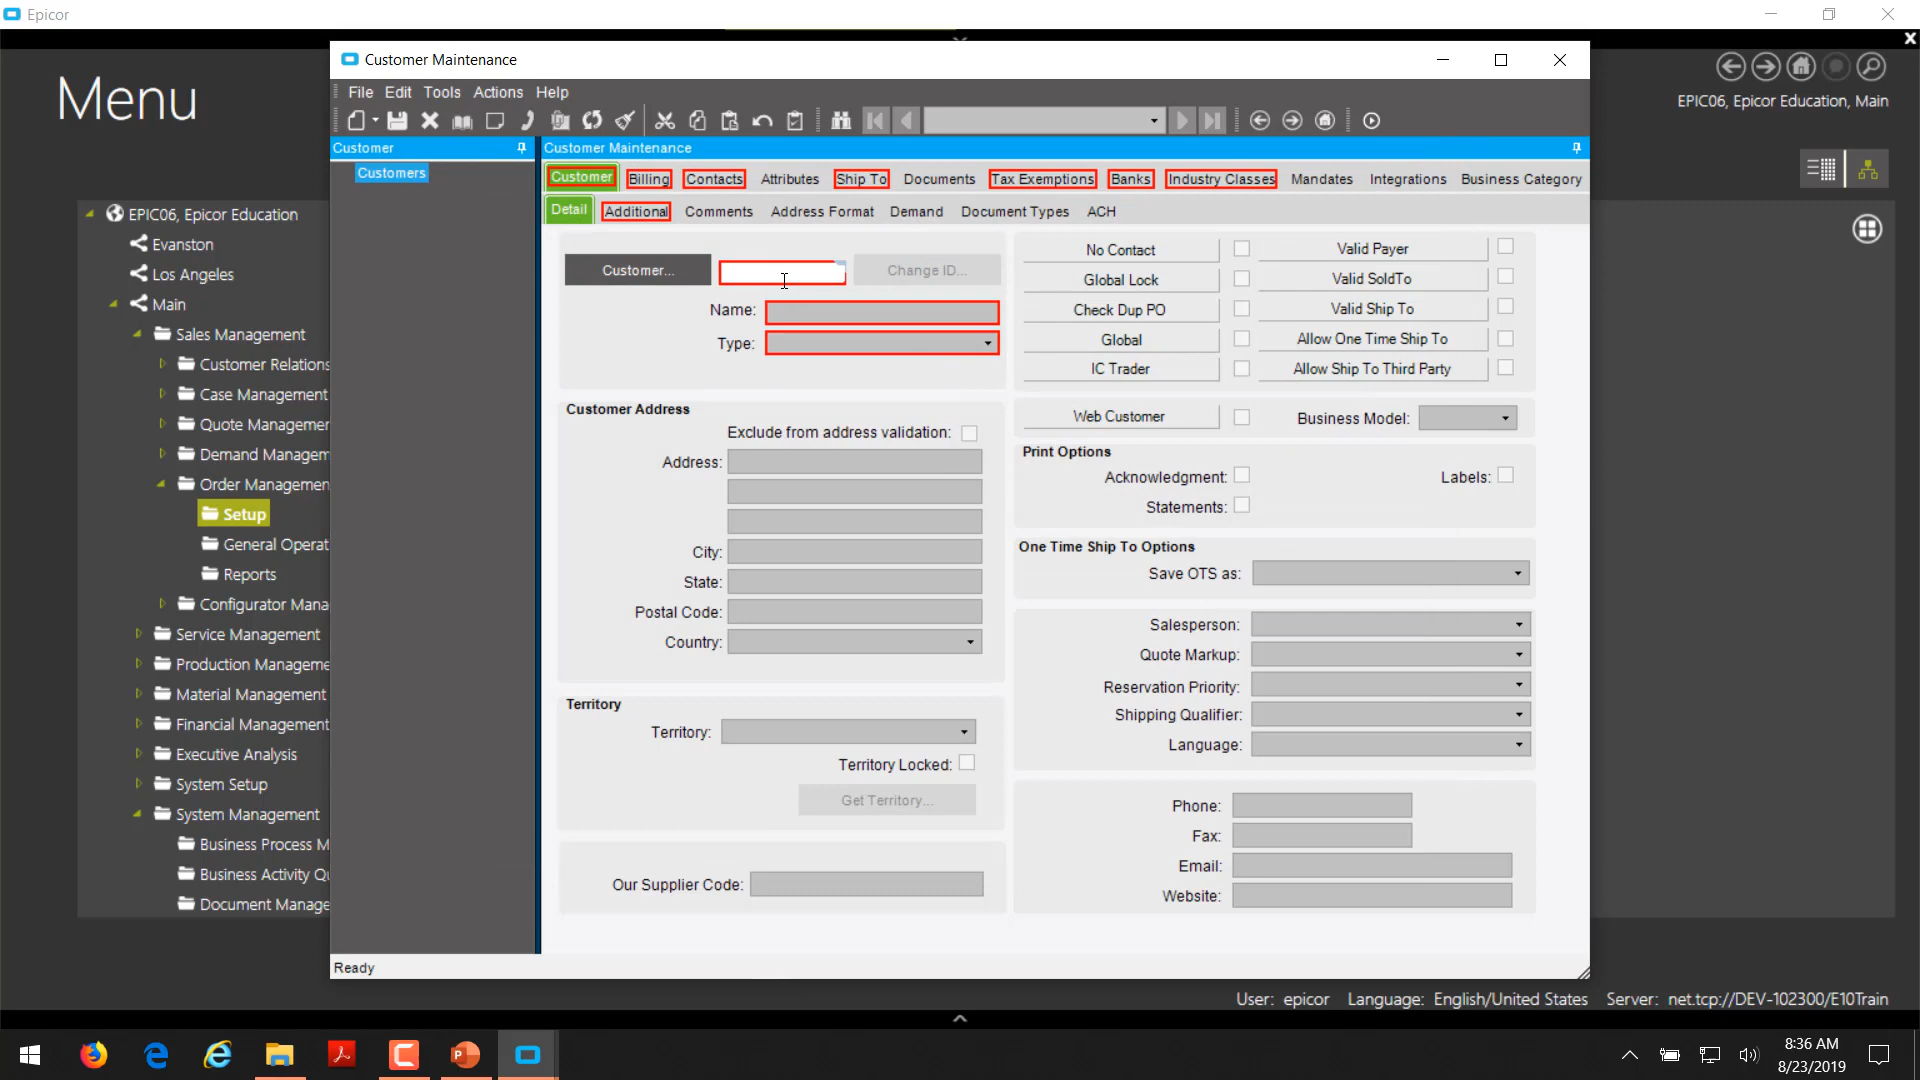 Epicor
Menu
EPIC06, Epicor Education, Main
EPIC06, Epicor Education
Evanston
Los Angeles
Main
Sales Management
Customer Relations
Case Management
Quote Managemer
Demand Managem
Order Managemen
Setup
General Operat
Reports
Configurator Mana
Service Management
Production Manageme
Material Management
Financial Management
Executive Analysis
System Setup
System Management
Business Process M
Business Activity Qu
Document Manage
Customer Maintenance
File Edit Tools Actions Help
Customer
Customers
Customer Maintenance
Customer Billing Contacts Attributes Ship To Documents Tax Exemptions Banks Industry Classes Mandates Integrations Business Category
Detail Additional Comments Address Format Demand Document Types ACH
Customer... Change ID...
Name:
Type:
Customer Address
Exclude from address validation:
Address:
City:
State:
Postal Code:
Country:
Territory
Territory:
Territory Locked:
Get Territory...
Our Supplier Code:
No Contact Valid Payer
Global Lock Valid SoldTo
Check Dup PO Valid Ship To
Global Allow One Time Ship To
IC Trader Allow Ship To Third Party
Web Customer Business Model:
Print Options
Acknowledgment: Labels:
Statements:
One Time Ship To Options
Save OTS as:
Salesperson:
Quote Markup:
Reservation Priority:
Shipping Qualifier:
Language:
Phone:
Fax:
Email:
Website:
Ready
User: epicor Language: English/United States Server: net.tcp://DEV-102300/E10Train
8:36 AM
8/23/2019